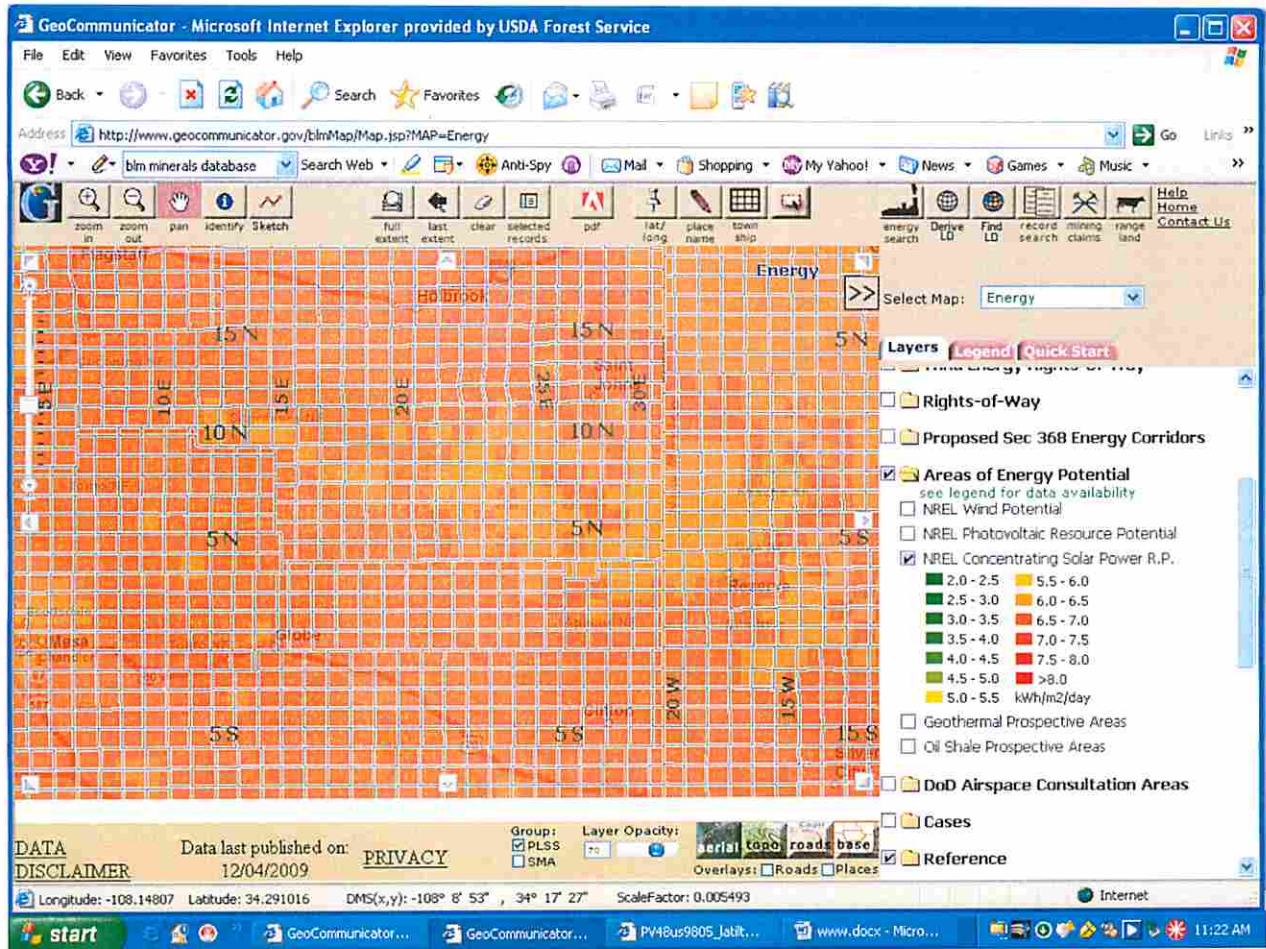 GeoCommunicator - Microsoft Internet Explorer provided by USDA Forest Service
File Edit View Favorites Tools Help
Back Search Favorites
Address http://www.geocommunicator.gov/blmMap/Map.jsp?MAP=Energy Go Links »
Y! blm minerals database Search Web Anti-Spy Mail Shopping My Yahoo! News Games Music »
zoom in zoom out pan identify Sketch full extent last extent clear selected records pdf lat/long place name town ship energy search Derive LD Find LD record search mining claims range land
Help
Home
Contact Us
Flagstaff
Energy
>>
Holbrook
Select Map: Energy
15 N 15 N 5 N
Layers Legend Quick Start
Saint
5 E 10 E 15 E 20 E 25 E 30 E
Rights-of-Way
10 N 10 N
Proposed Sec 368 Energy Corridors
Areas of Energy Potential
see legend for data availability
NREL Wind Potential
5 N 5 N 5 S
NREL Photovoltaic Resource Potential
NREL Concentrating Solar Power R.P.
2.0 - 2.5 5.5 - 6.0
2.5 - 3.0 6.0 - 6.5
3.0 - 3.5 6.5 - 7.0
3.5 - 4.0 7.0 - 7.5
4.0 - 4.5 7.5 - 8.0
4.5 - 5.0 >8.0
5.0 - 5.5 kWh/m2/day
Reserve
Mesa Globe
Chandler
20 W 15 W
Clifton
5 S 5 S 15 S
Silver
City
Geothermal Prospective Areas
Oil Shale Prospective Areas
DoD Airspace Consultation Areas
Cases
Reference
DATA DISCLAIMER
Data last published on: 12/04/2009
PRIVACY
Group:
PLSS
SMA
Layer Opacity:
70
aerial topo roads base
Overlays: Roads Places
Longitude: -108.14807 Latitude: 34.291016 DMS(x,y): -108° 8' 53" , 34° 17' 27" ScaleFactor: 0.005493 Internet
start GeoCommunicator... GeoCommunicator... PV48us9805_latilt... www.docx - Micro... 11:22 AM